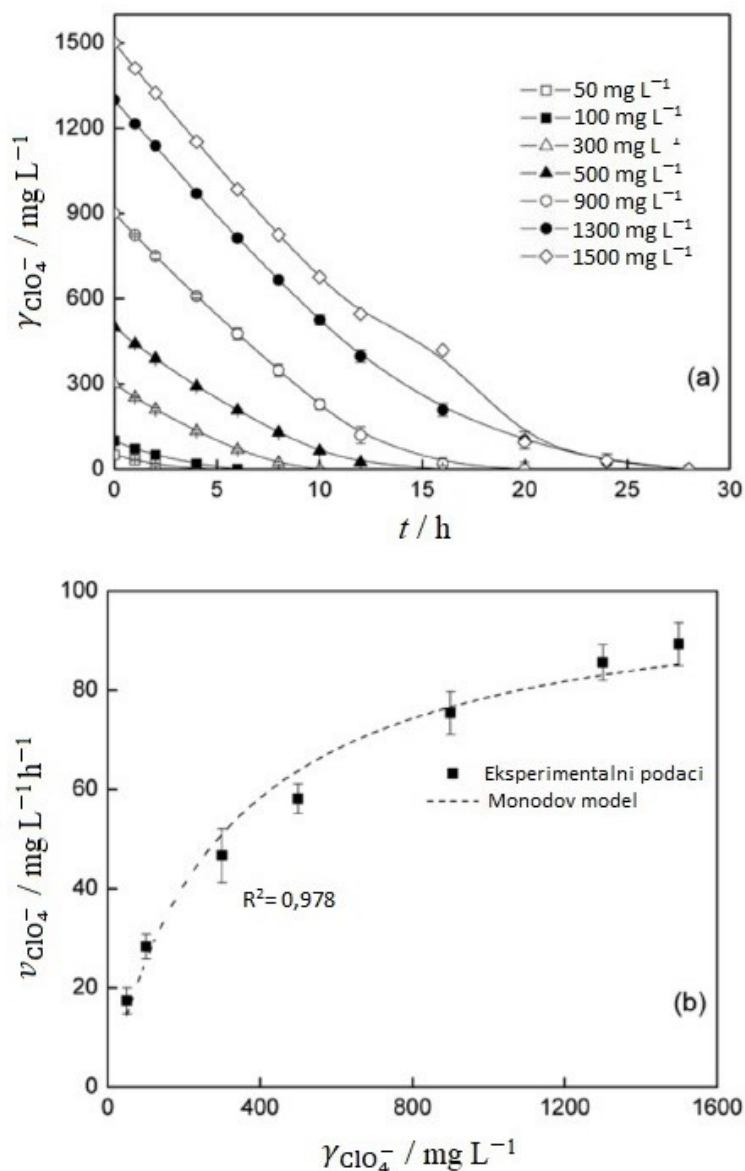 1500
1200
900
600
300
0
γClO₄⁻ / mg L⁻¹
50 mg L⁻¹
100 mg L⁻¹
300 mg L⁻¹
500 mg L⁻¹
900 mg L⁻¹
1300 mg L⁻¹
1500 mg L⁻¹
(a)
0 5 10 15 20 25 30
t / h
100
80
60
40
20
0
νClO₄⁻ / mg L⁻¹h⁻¹
Eksperimentalni podaci
Monodov model
R²= 0,978
(b)
0 400 800 1200 1600
γClO₄⁻ / mg L⁻¹